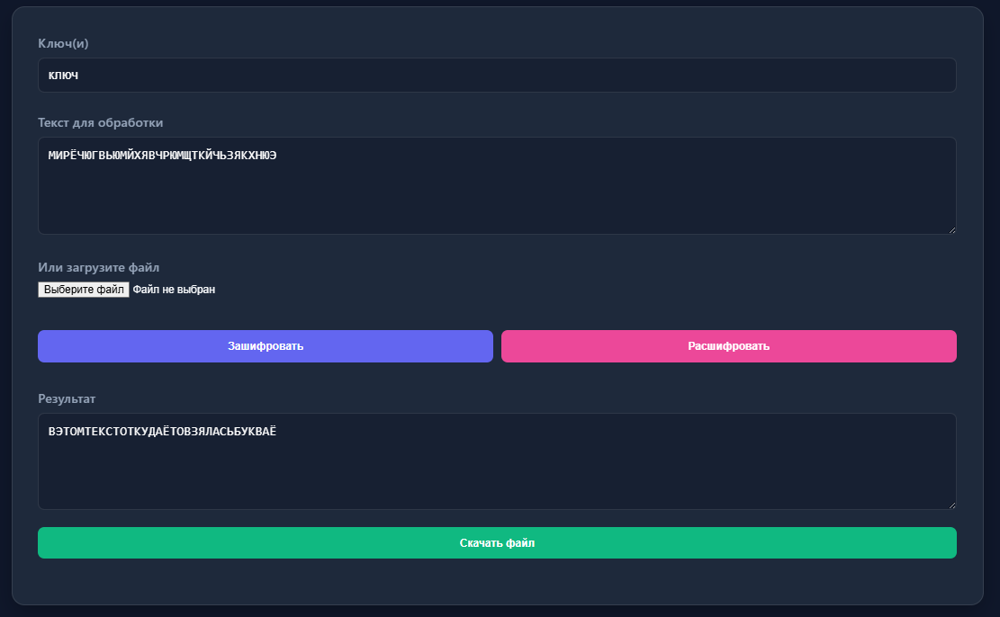 Ключ(и)
ключ
Текст для обработки
МИРЁЧЮГВЬЮМЙХЯВЧРЮМЩТКЙЧЬЗЯКХНЮЭ
Или загрузите файл
Выберите файл Файл не выбран
Зашифровать Расшифровать
Результат
ВЭТОМТЕКСТОТКУДАЁТОВЗЯЛАСЬБУКВАЁ
Скачать файл